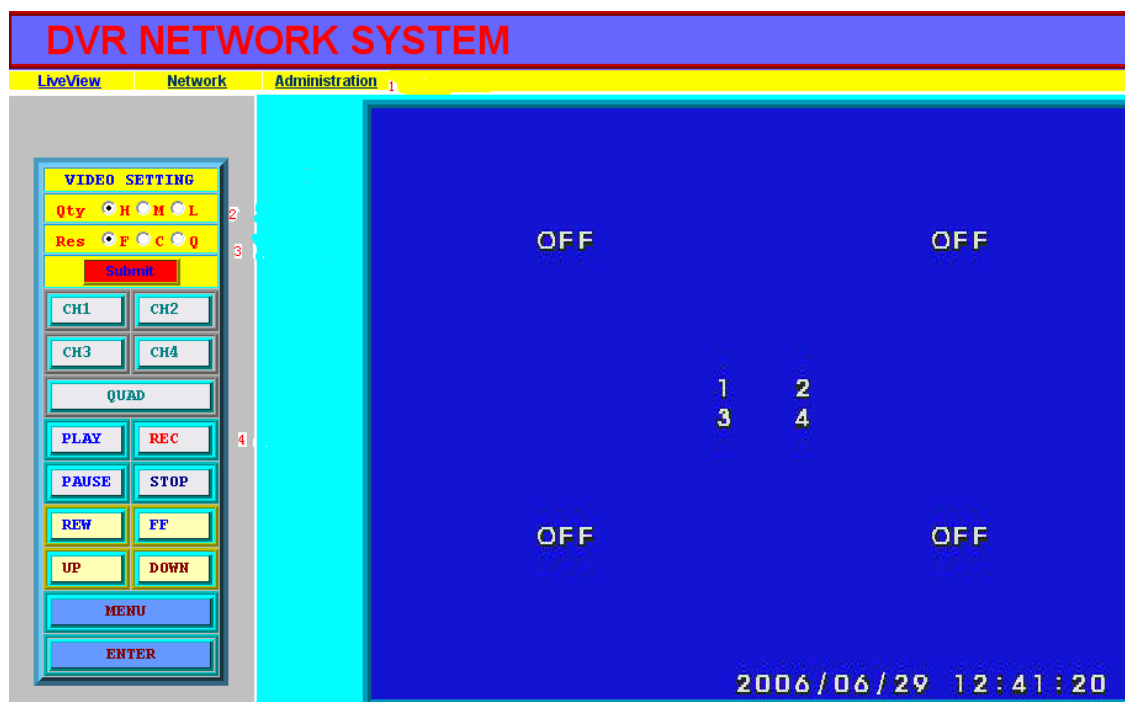 DVR NETWORK SYSTEM
LiveView Network Administration 1
VIDEO SETTING
Qty H M L 2
Res F C Q 3
Submit
CH1 CH2
CH3 CH4
QUAD
PLAY REC 4
PAUSE STOP
REW FF
UP DOWN
MENU
ENTER
OFF OFF
1 2
3 4
OFF OFF
2006/06/29 12:41:20